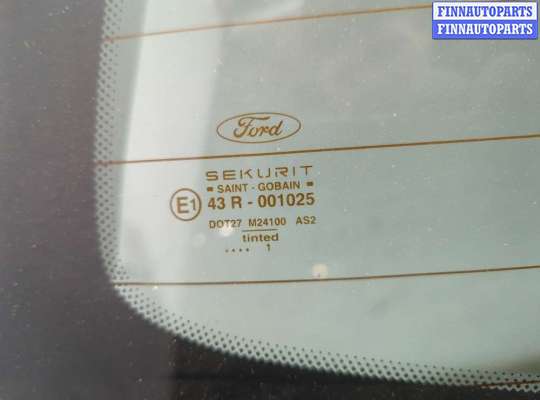 FINNAUTOPARTS
FINNAUTOPARTS
Ford
SEKURIT
SAINT - GOBAIN
E1 43 R - 001025
DOT27 M24100 AS2
tinted
.... 1